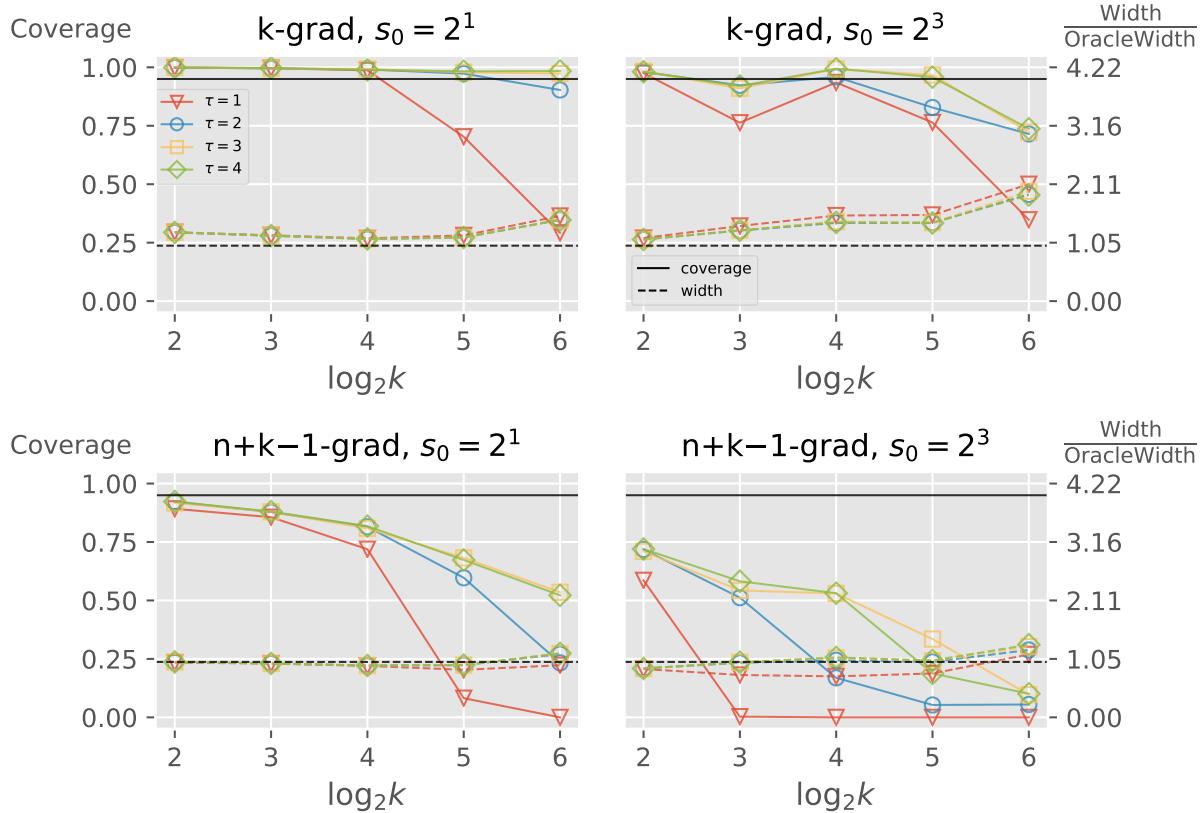 Coverage
k-grad, s₀ = 2¹
k-grad, s₀ = 2³
Width
OracleWidth
1.00
0.75
0.50
0.25
0.00
τ = 1
τ = 2
τ = 3
τ = 4
4.22
3.16
2.11
1.05
0.00
coverage
width
2 3 4 5 6
2 3 4 5 6
log₂k
log₂k
Coverage
n+k−1-grad, s₀ = 2¹
n+k−1-grad, s₀ = 2³
Width
OracleWidth
1.00
0.75
0.50
0.25
0.00
4.22
3.16
2.11
1.05
0.00
2 3 4 5 6
2 3 4 5 6
log₂k
log₂k